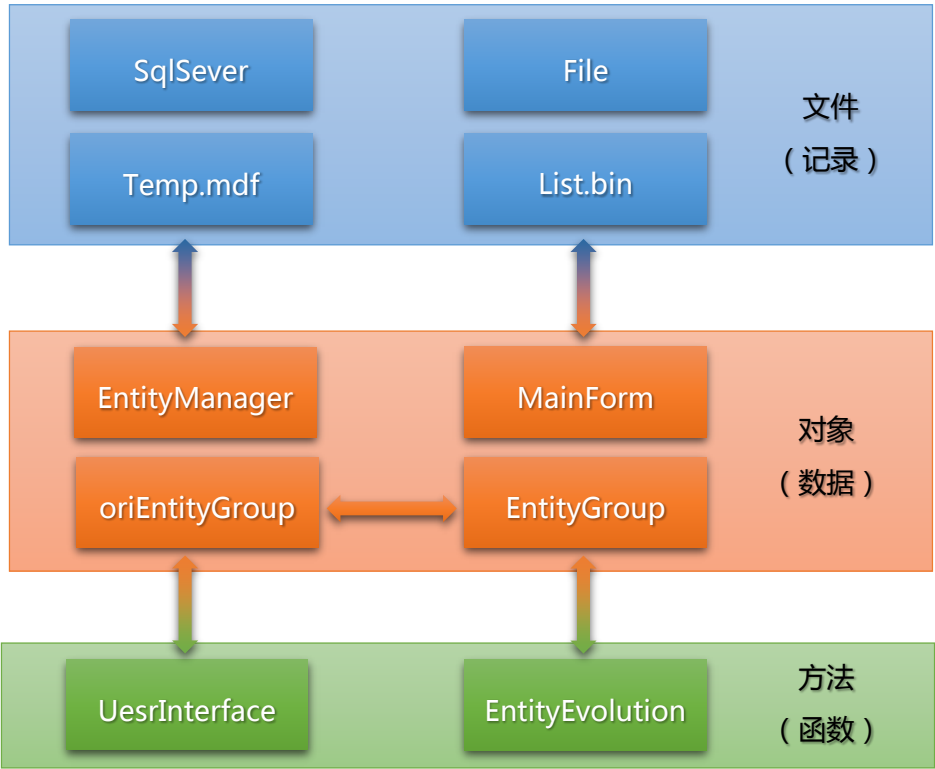 SqlSever
File
文件
（记录）
Temp.mdf
List.bin
EntityManager
MainForm
对象
（数据）
oriEntityGroup
EntityGroup
方法
（函数）
UesrInterface
EntityEvolution